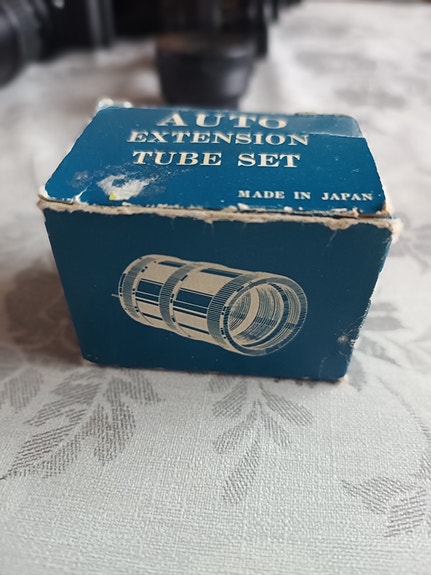 AUTO
EXTENSION
TUBE SET
MADE IN JAPAN